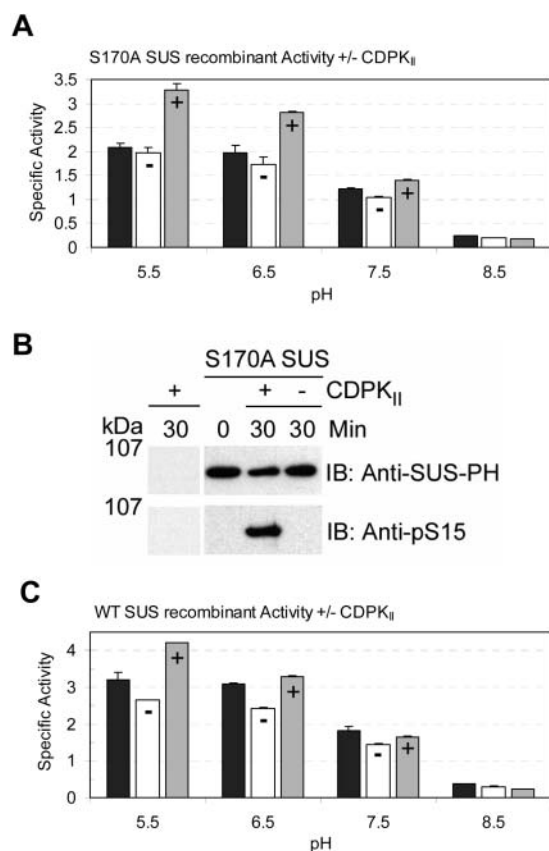 A
S170A SUS recombinant Activity +/- CDPK_II
Specific Activity
3.5
3
2.5
2
1.5
1
0.5
0
+
-
+
-
+
-
5.5 6.5 7.5 8.5
pH
B
S170A SUS
+ + - CDPK_II
kDa 30 0 30 30 Min
107
IB: Anti-SUS-PH
107
IB: Anti-pS15
C
WT SUS recombinant Activity +/- CDPK_II
Specific Activity
4
3
2
1
0
+
-
+
-
+
-
5.5 6.5 7.5 8.5
pH